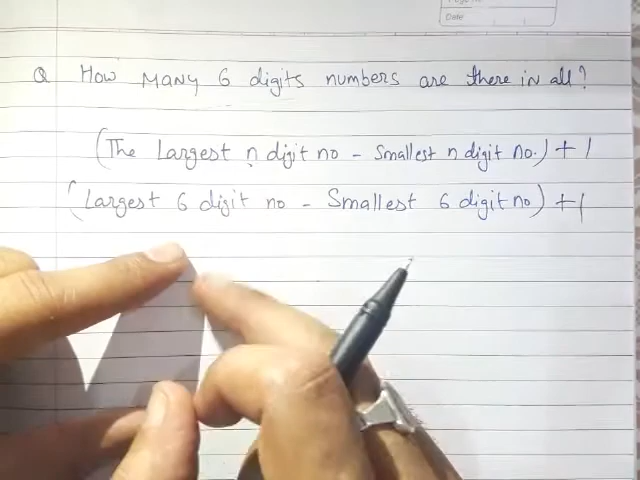 Date
Q How MANY 6 digits numbers are there in all?
(The Largest n digit no - Smallest n digit no.) + 1
(Largest 6 digit no - Smallest 6 digit no) + 1